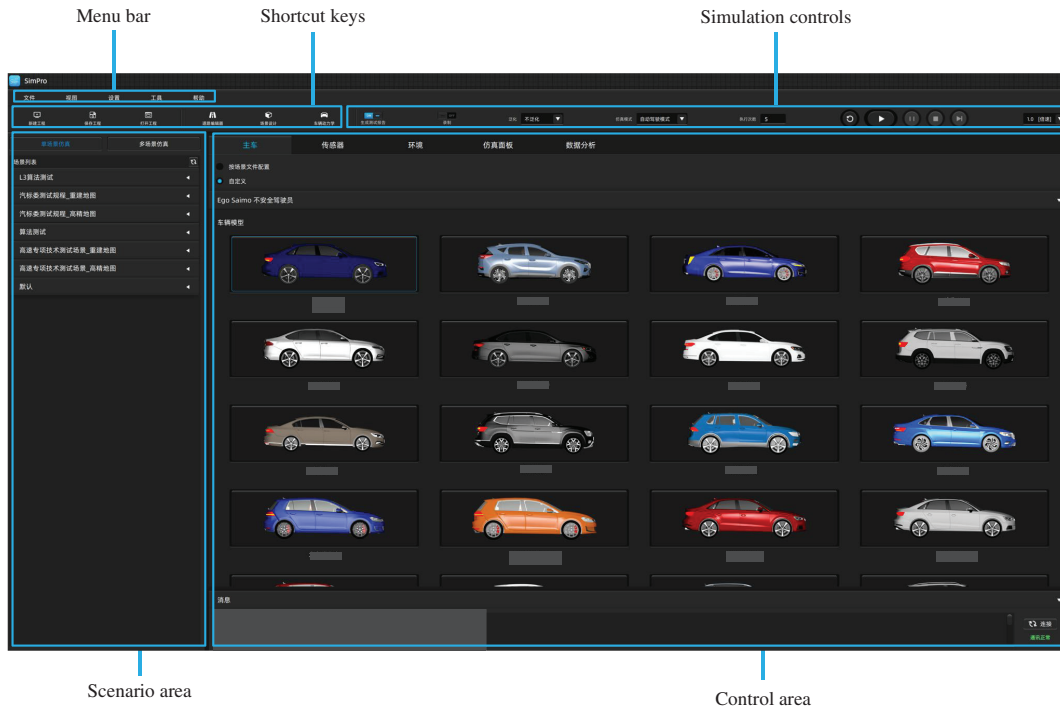 Menu bar Shortcut keys Simulation controls
SimPro
文件 视图 设置 工具 帮助
新建工程 保存工程 打开工程 场景编辑器 场景设计 车辆动力学 生成测试报告 录制 泛化 不泛化 仿真模式 自动驾驶模式 执行次数 5 1.0 (倍速)
单场景仿真 多场景仿真
主车 传感器 环境 仿真面板 数据分析
场景列表
按场景文件配置
L3算法测试
自定义
汽标委测试规程_重建地图
Ego Saimo 不安全驾驶员
汽标委测试规程_高精地图
车辆模型
算法测试
高速专项技术测试场景_重建地图
高速专项技术测试场景_高精地图
默认
消息
连接
通讯正常
Scenario area Control area